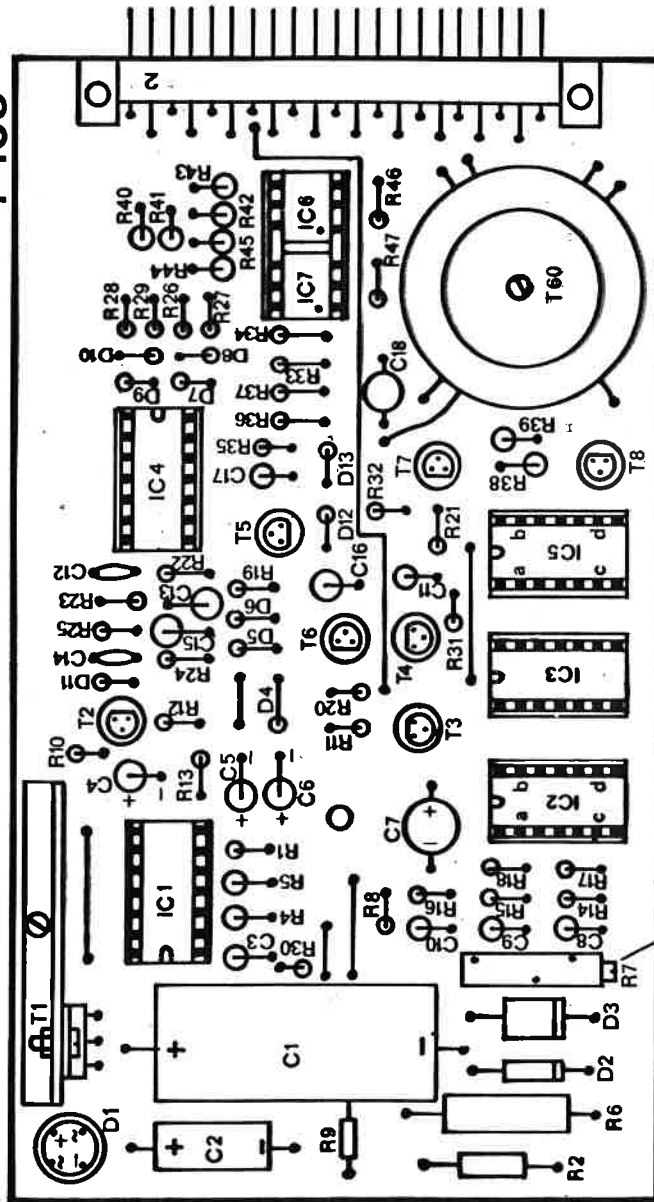 2
R43
R40
R41
R42
R45
R44
IC6
IC7
R46
R47
R28
R29
R26
R27
D10
D8
D9
D7
R34
R33
R37
R36
C18
T60
IC4
R35
C17
D13
R32
T7
R39
R38
T8
T5
D12
R21
C12
R22
R23
C13
R19
C16
C11
IC5
a b
c d
R25
C15
D6
D5
T6
T4
R31
IC3
C14
R24
D11
T2
R12
D4
R20
R11
T3
R10
C4
+ −
R13
C5
C6
+ −
+ −
C7
+ −
IC2
a b
c d
IC1
R1
R5
R4
C3
R30
R8
R16
C10
R18
R15
C9
R17
R14
C8
R7
T1
C1
+ −
D3
D2
D1
+ ~
− ~
C2
+ −
R9
R6
R2